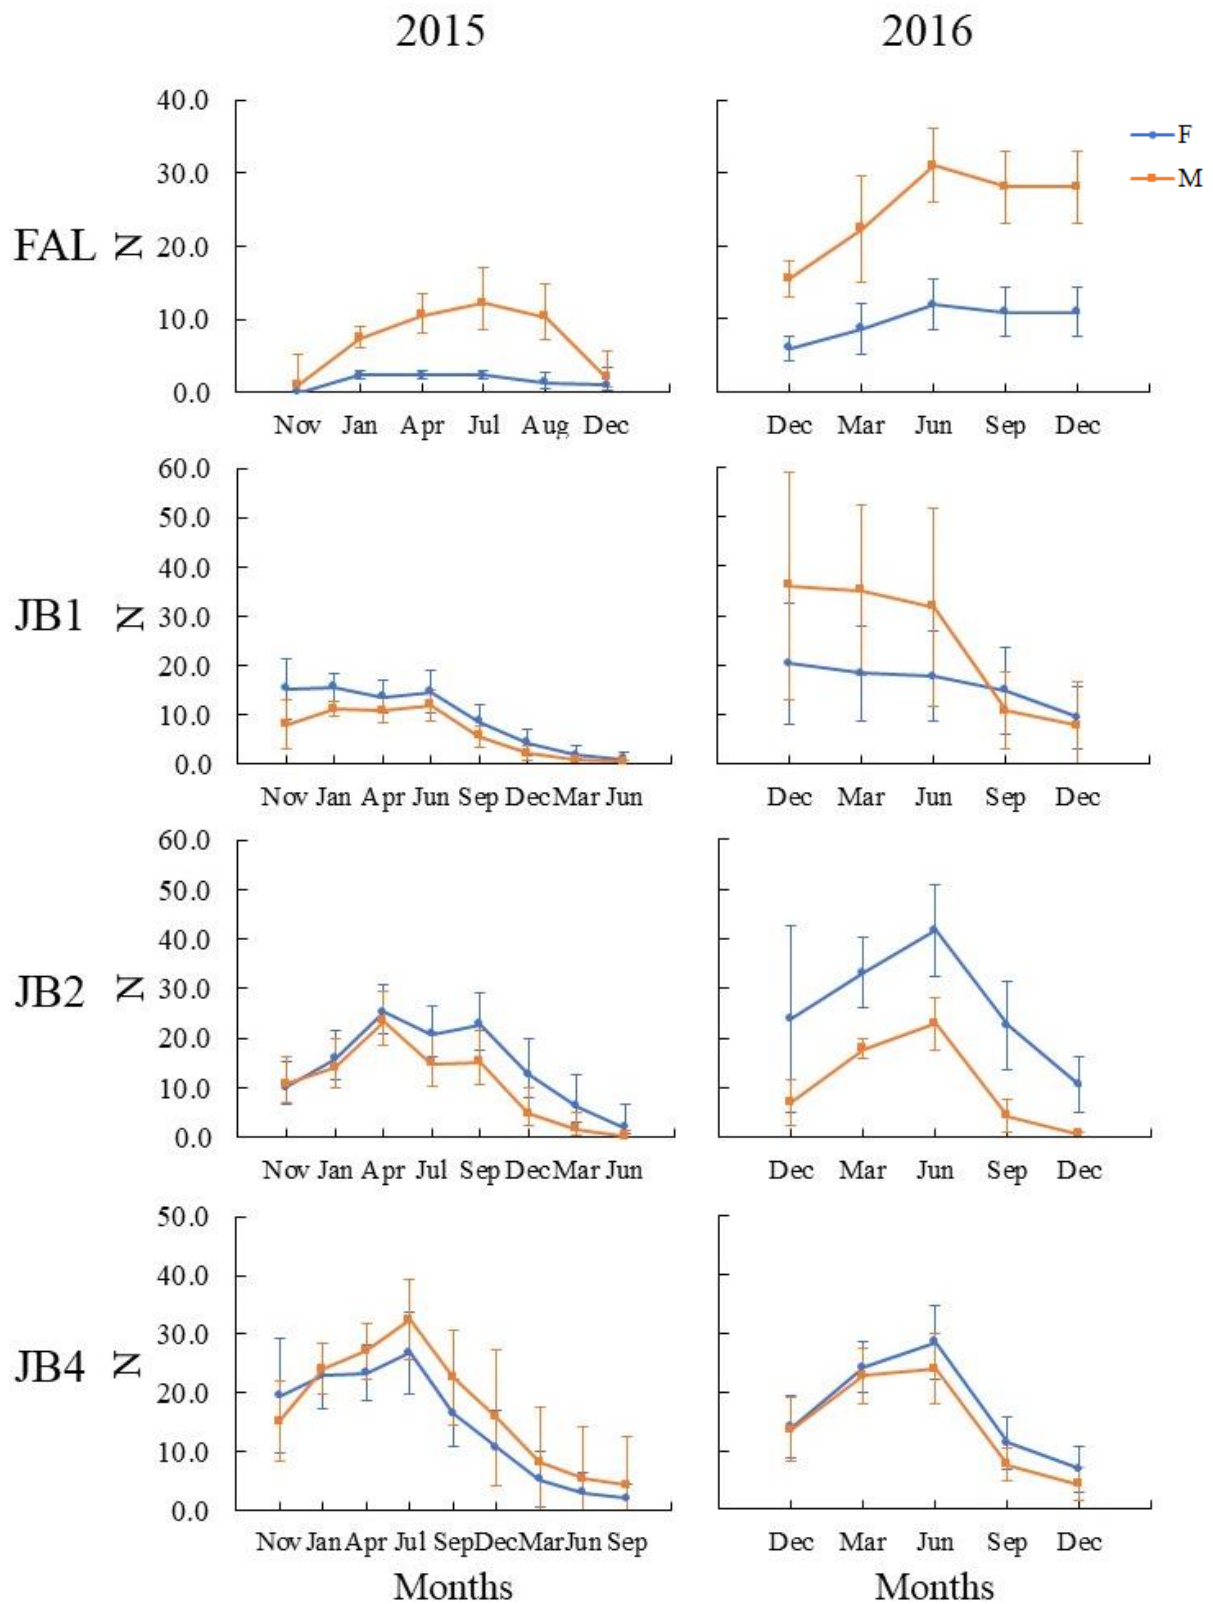 2015 2016
40.0
30.0
FAL N 20.0
10.0
0.0
F
M
Nov Jan Apr Jul Aug Dec
Dec Mar Jun Sep Dec
60.0
50.0
40.0
JB1 N 30.0
20.0
10.0
0.0
Nov Jan Apr Jun Sep Dec Mar Jun
Dec Mar Jun Sep Dec
60.0
50.0
40.0
JB2 N 30.0
20.0
10.0
0.0
Nov Jan Apr Jul Sep Dec Mar Jun
Dec Mar Jun Sep Dec
50.0
40.0
30.0
JB4 N 20.0
10.0
0.0
Nov Jan Apr Jul Sep Dec Mar Jun Sep
Dec Mar Jun Sep Dec
Months Months